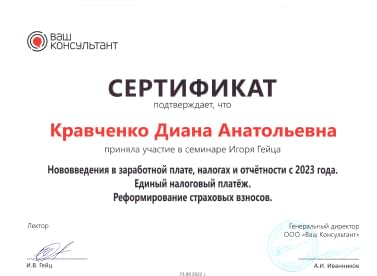 ВАШ
КОНСУЛЬТАНТ
СЕРТИФИКАТ
подтверждает, что
Кравченко Диана Анатольевна
приняла участие в семинаре Игоря Гейца
Нововведения в заработной плате, налогах и отчётности с 2023 года.
Единый налоговый платёж.
Реформирование страховых взносов.
Лектор
Генеральный директор
ООО «Ваш Консультант»
И.В. Гейц
А.И. Иванников